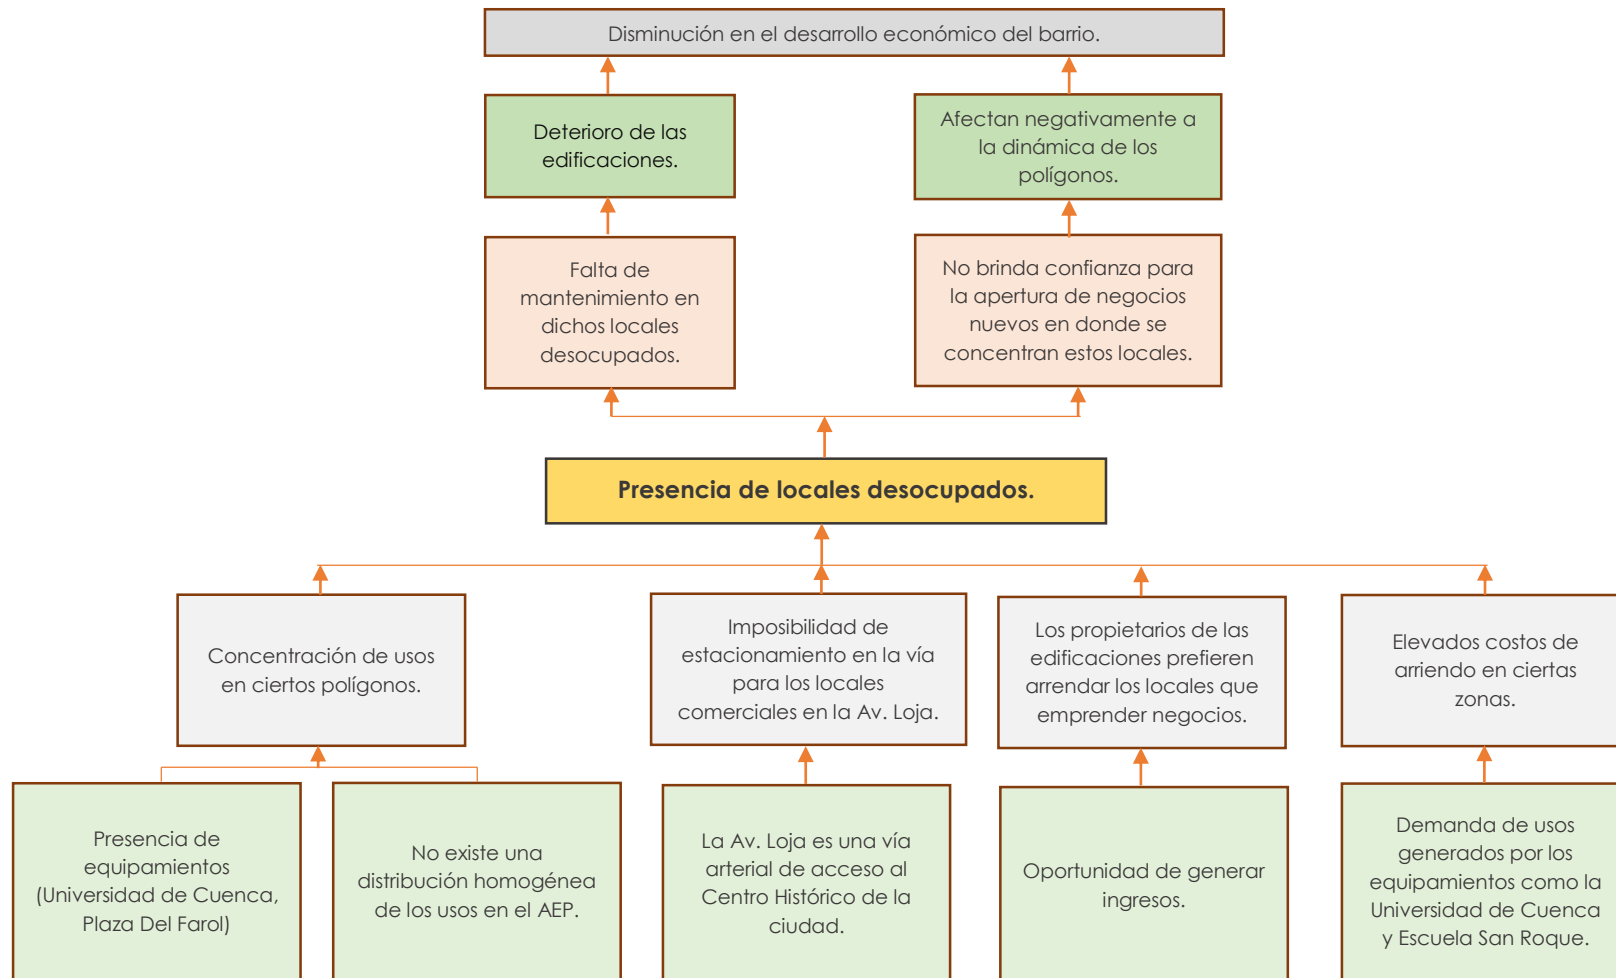 Disminución en el desarrollo económico del barrio.
Deterioro de las
edificaciones.
Afectan negativamente a
la dinámica de los
polígonos.
Falta de
mantenimiento en
dichos locales
desocupados.
No brinda confianza para
la apertura de negocios
nuevos en donde se
concentran estos locales.
Presencia de locales desocupados.
Concentración de usos
en ciertos polígonos.
Imposibilidad de
estacionamiento en la vía
para los locales
comerciales en la Av. Loja.
Los propietarios de las
edificaciones prefieren
arrendar los locales que
emprender negocios.
Elevados costos de
arriendo en ciertas
zonas.
Presencia de
equipamientos
(Universidad de Cuenca,
Plaza Del Farol)
No existe una
distribución homogénea
de los usos en el AEP.
La Av. Loja es una vía
arterial de acceso al
Centro Histórico de la
ciudad.
Oportunidad de generar
ingresos.
Demanda de usos
generados por los
equipamientos como la
Universidad de Cuenca
y Escuela San Roque.